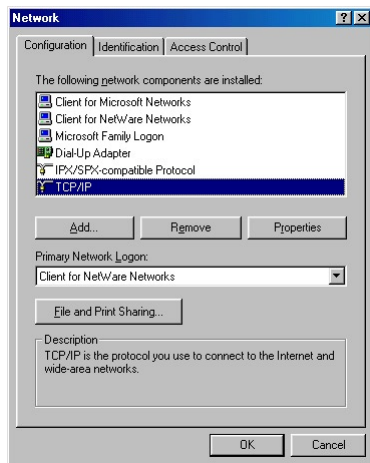 Network
Configuration Identification Access Control
The following network components are installed:
Client for Microsoft Networks
Client for NetWare Networks
Microsoft Family Logon
Dial-Up Adapter
IPX/SPX-compatible Protocol
TCP/IP
Add... Remove Properties
Primary Network Logon:
Client for NetWare Networks
File and Print Sharing...
Description
TCP/IP is the protocol you use to connect to the Internet and
wide-area networks.
OK Cancel